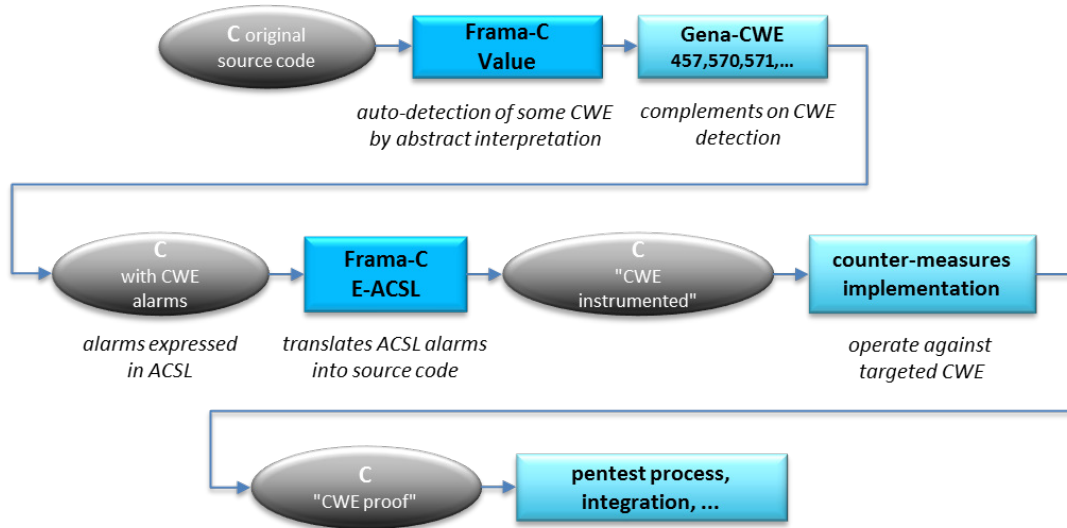 C original
source code
Frama-C
Value
Gena-CWE
457,570,571,...
auto-detection of some CWE
by abstract interpretation
complements on CWE
detection
C
with CWE
alarms
Frama-C
E-ACSL
C
"CWE
instrumented"
counter-measures
implementation
alarms expressed
in ACSL
translates ACSL alarms
into source code
operate against
targeted CWE
C
"CWE proof"
pentest process,
integration, ...